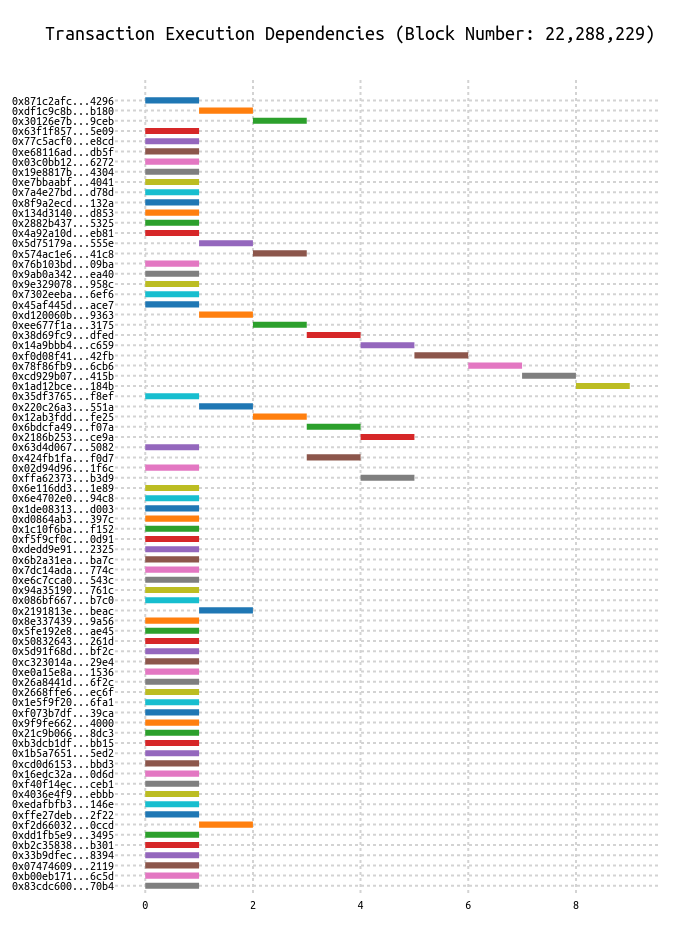 Transaction Execution Dependencies (Block Number: 22,288,229)
0x871c2afc...4296
0xdf1c9c8b...b180
0x30126e7b...9ceb
0x63f1f857...5e09
0x77c5acf0...e8cd
0xe68116ad...db5f
0x03c0bb12...6272
0x19e8817b...4304
0xe7bbaabf...4041
0x7a4e27bd...d78d
0x8f9a2ecd...132a
0x134d3140...d853
0x2882b437...5325
0x4a92a10d...eb81
0x5d75179a...555e
0x574ac1e6...41c8
0x76b103bd...09ba
0x9ab0a342...ea40
0x9e329078...958c
0x7302eeba...6ef6
0x45af445d...ace7
0xd120060b...9363
0xee677f1a...3175
0x38d69fc9...dfed
0x14a9bbb4...c659
0xf0d08f41...42fb
0x78f86fb9...6cb6
0xcd929b07...415b
0x1ad12bce...184b
0x35df3765...f8ef
0x220c26a3...551a
0x12ab3fdd...fe25
0x6bdcfa49...f07a
0x2186b253...ce9a
0x63d4d067...5082
0x424fb1fa...f0d7
0x02d94d96...1f6c
0xffa62373...b3d9
0x6e116dd3...1e89
0x6e4702e0...94c8
0x1de08313...d003
0xd0864ab3...397c
0x1c10f6ba...f152
0xf5f9cf0c...0d91
0xdedd9e91...2325
0x6b2a31ea...ba7c
0x7dc14ada...774c
0xe6c7cca0...543c
0x94a35190...761c
0x086bf667...b7c0
0x2191813e...beac
0x8e337439...9a56
0x5fe192e8...ae45
0x50832643...261d
0x5d91f68d...bf2c
0xc323014a...29e4
0xe0a15e8a...1536
0x26a8441d...6f2c
0x2668ffe6...ec6f
0x1e5f9f20...6fa1
0xf073b7df...39ca
0x9f9fe662...4000
0x21c9b066...8dc3
0xb3dcb1df...bb15
0x1b5a7651...5ed2
0xcd0d6153...bbd3
0x16edc32a...0d6d
0xf40f14ec...ceb1
0x4036e4f9...ebbb
0xedafbfb3...146e
0xffe27deb...2f22
0xf2d66032...0ccd
0xdd1fb5e9...3495
0xb2c35838...b301
0x33b9dfec...8394
0x07474609...2119
0xb00eb171...6c5d
0x83cdc600...70b4
0 2 4 6 8